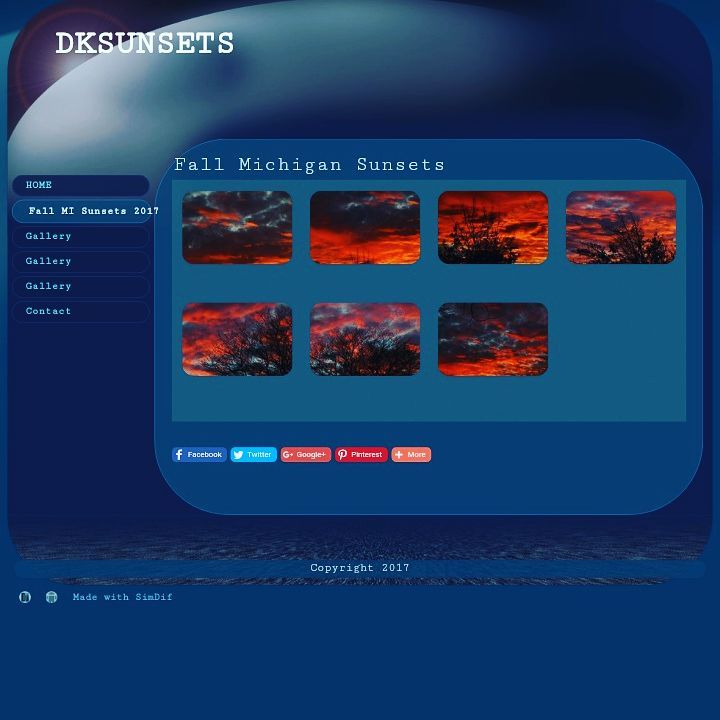 DKSUNSETS
Fall Michigan Sunsets
HOME
Fall MI Sunsets 2017
Gallery
Gallery
Gallery
Contact
Facebook
Twitter
Google+
Pinterest
More
Copyright 2017
Made with SimDif